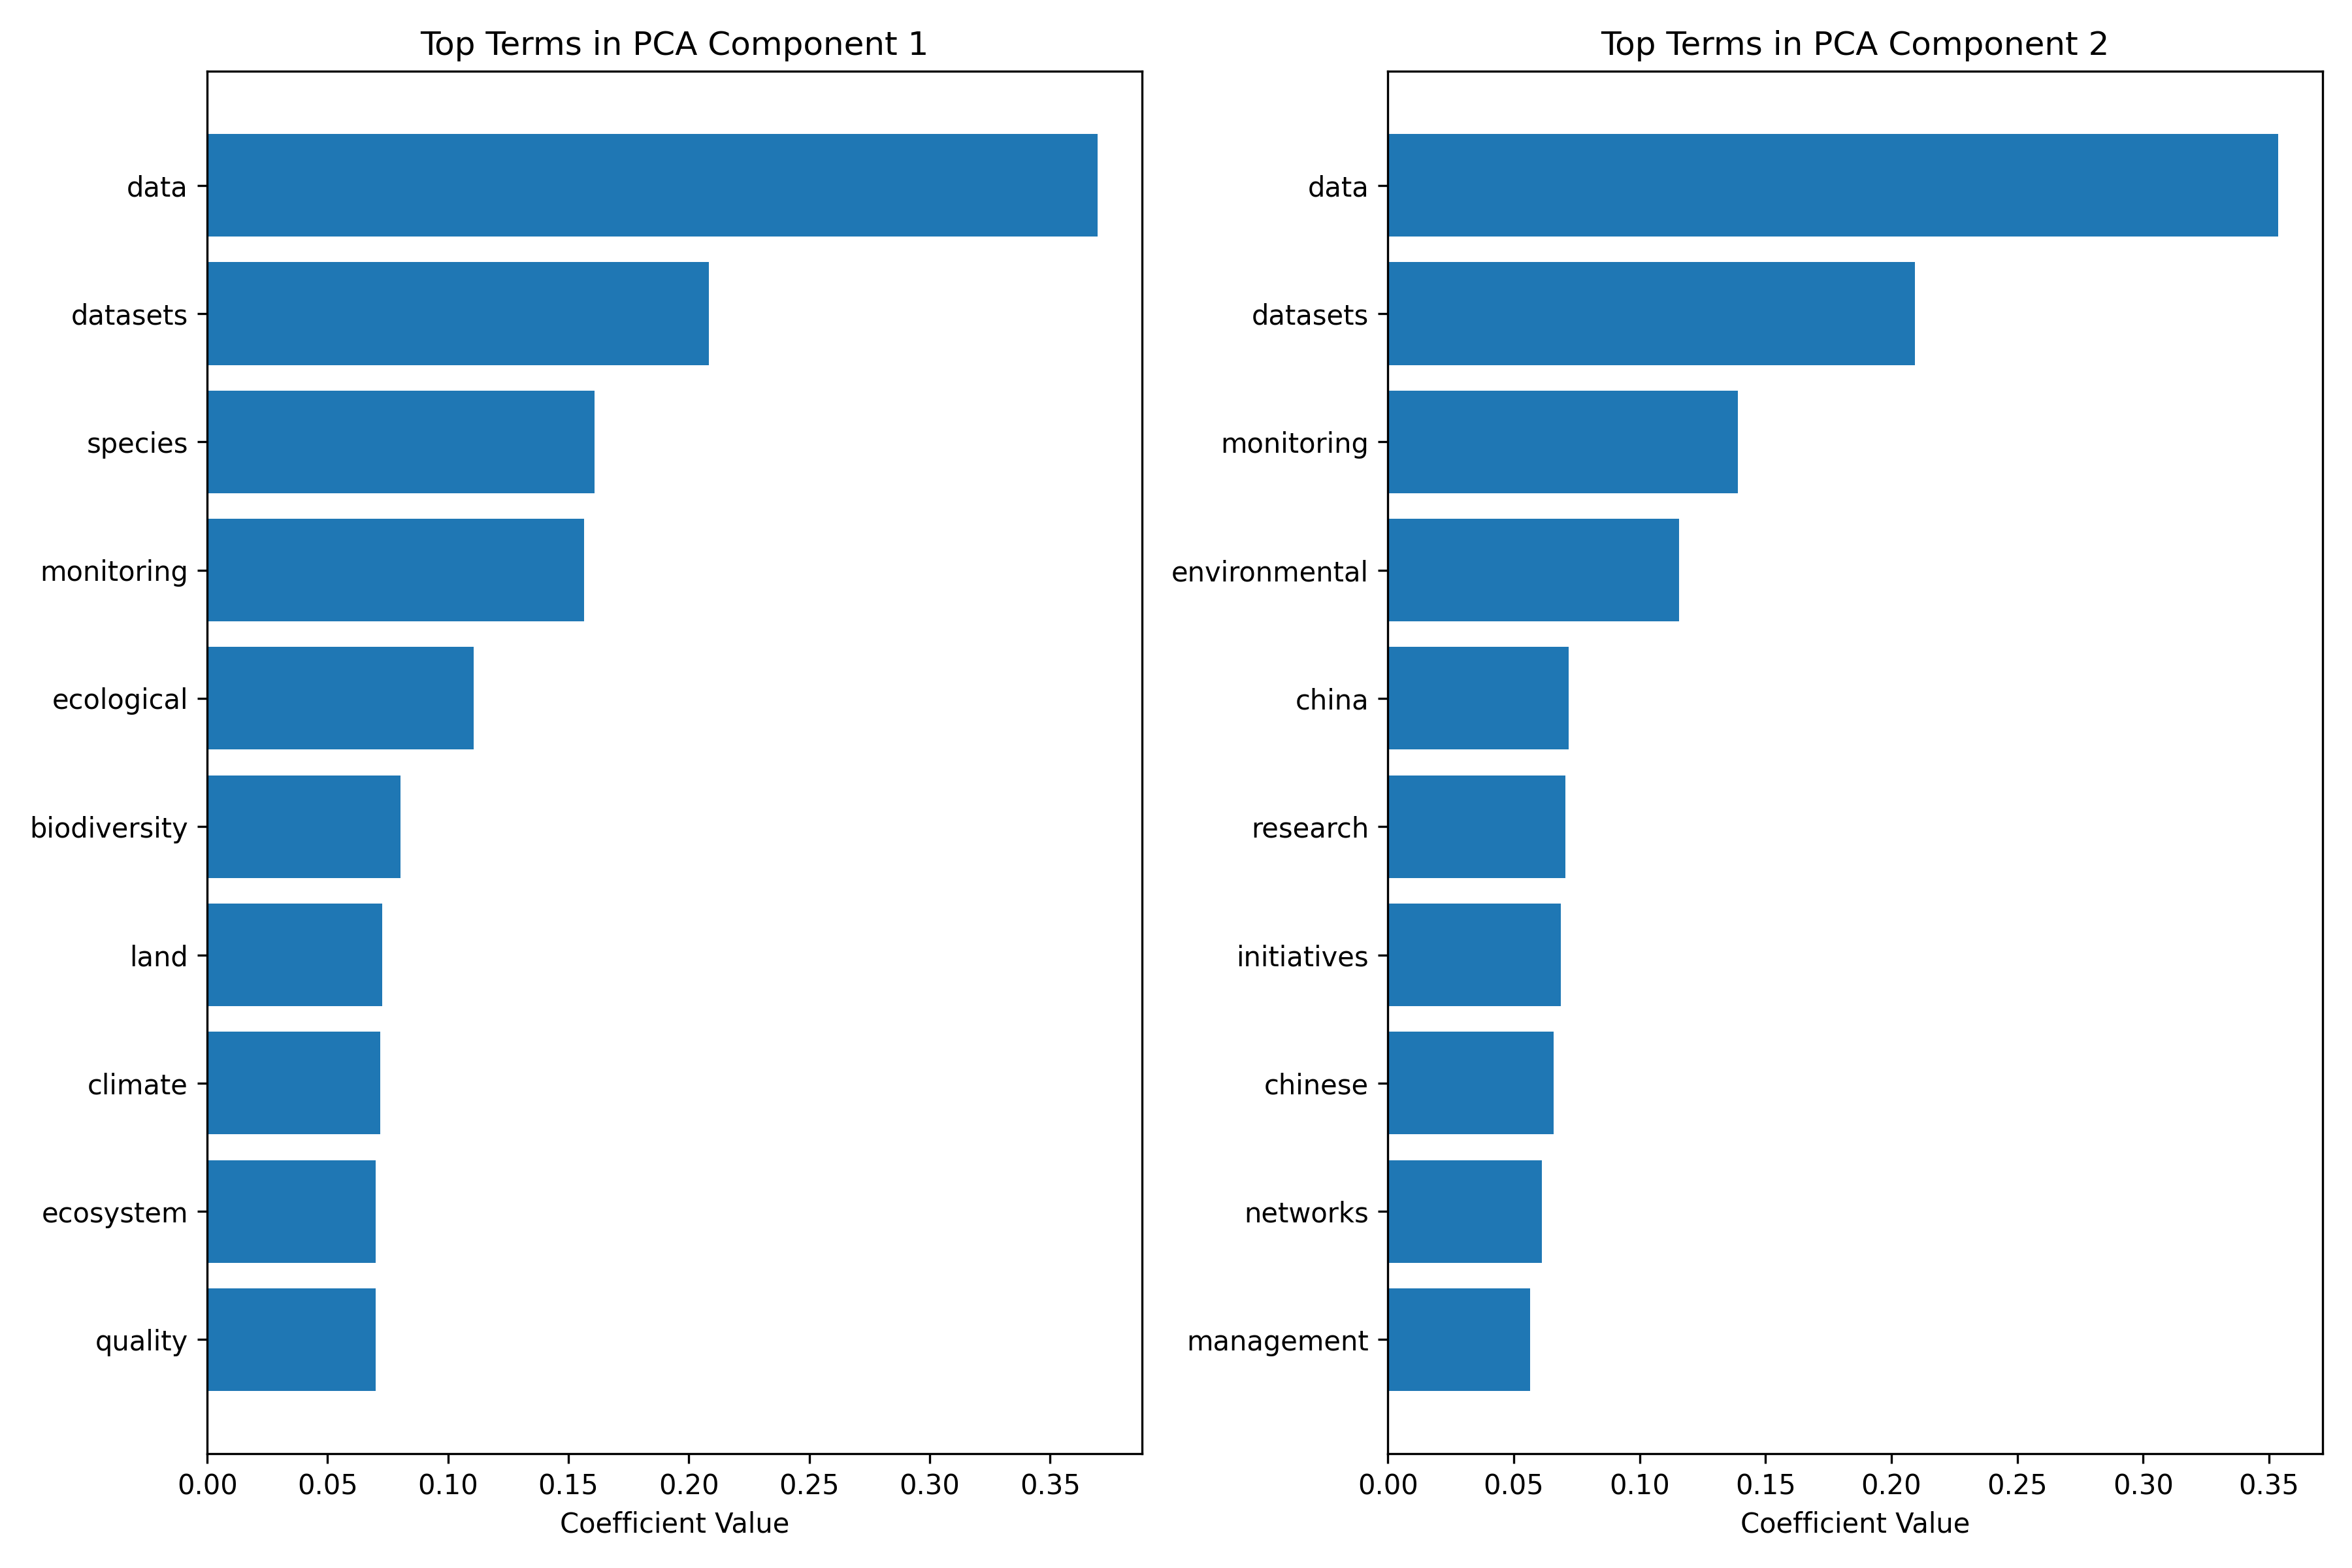 Top Terms in PCA Component 1
data
datasets
species
monitoring
ecological
biodiversity
land
climate
ecosystem
quality
0.00 0.05 0.10 0.15 0.20 0.25 0.30 0.35
Coefficient Value
Top Terms in PCA Component 2
data
datasets
monitoring
environmental
china
research
initiatives
chinese
networks
management
0.00 0.05 0.10 0.15 0.20 0.25 0.30 0.35
Coefficient Value